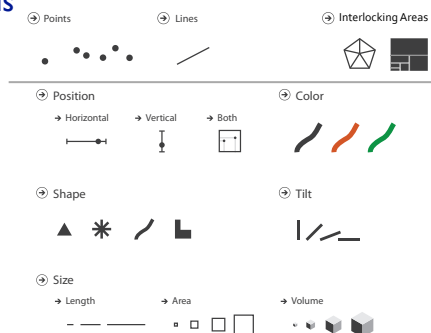 Points
Lines
Interlocking Areas
Position
Color
Horizontal
Vertical
Both
Shape
Tilt
Size
Length
Area
Volume